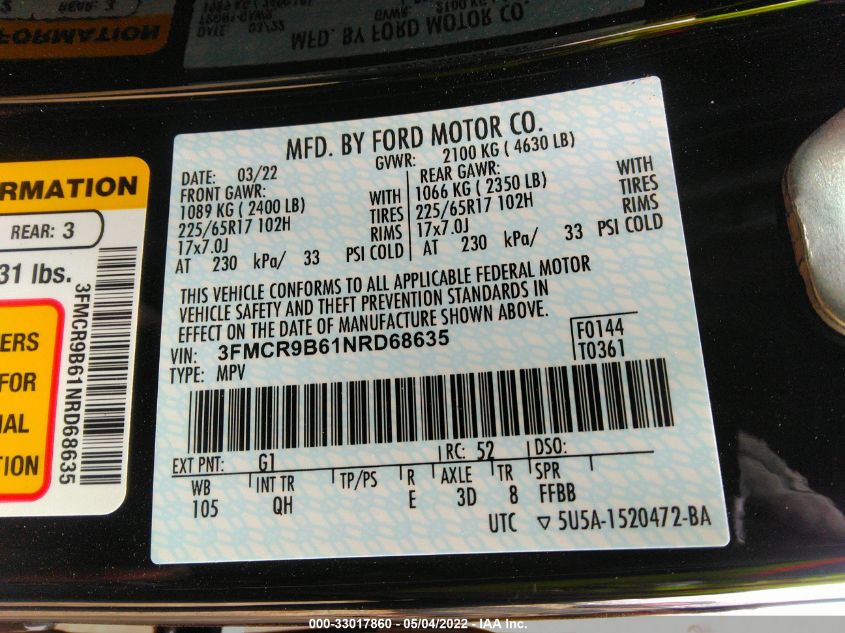 MFD. BY FORD MOTOR CO.
REAR: 3
FORMATION
RMATION
REAR: 3
31 lbs.
ERS
FOR
AL
TION
3FMCR9B61NRD68635
MFD. BY FORD MOTOR CO.
DATE: 03/22 GVWR: 2100 KG ( 4630 LB)
FRONT GAWR: REAR GAWR:
1089 KG ( 2400 LB) WITH 1066 KG ( 2350 LB) WITH
225/65R17 102H TIRES 225/65R17 102H TIRES
17x7.0J RIMS 17x7.0J RIMS
AT 230 kPa/ 33 PSI COLD AT 230 kPa/ 33 PSI COLD
THIS VEHICLE CONFORMS TO ALL APPLICABLE FEDERAL MOTOR
VEHICLE SAFETY AND THEFT PREVENTION STANDARDS IN
EFFECT ON THE DATE OF MANUFACTURE SHOWN ABOVE.
VIN: 3FMCR9B61NRD68635 F0144
TYPE: MPV T0361
EXT PNT: G1 RC: 52 DSO:
WB INT TR TP/PS R AXLE TR SPR
105 QH E 3D 8 FFBB
UTC ▽ 5U5A-1520472-BA
000-33017860 - 05/04/2022 - IAA Inc.